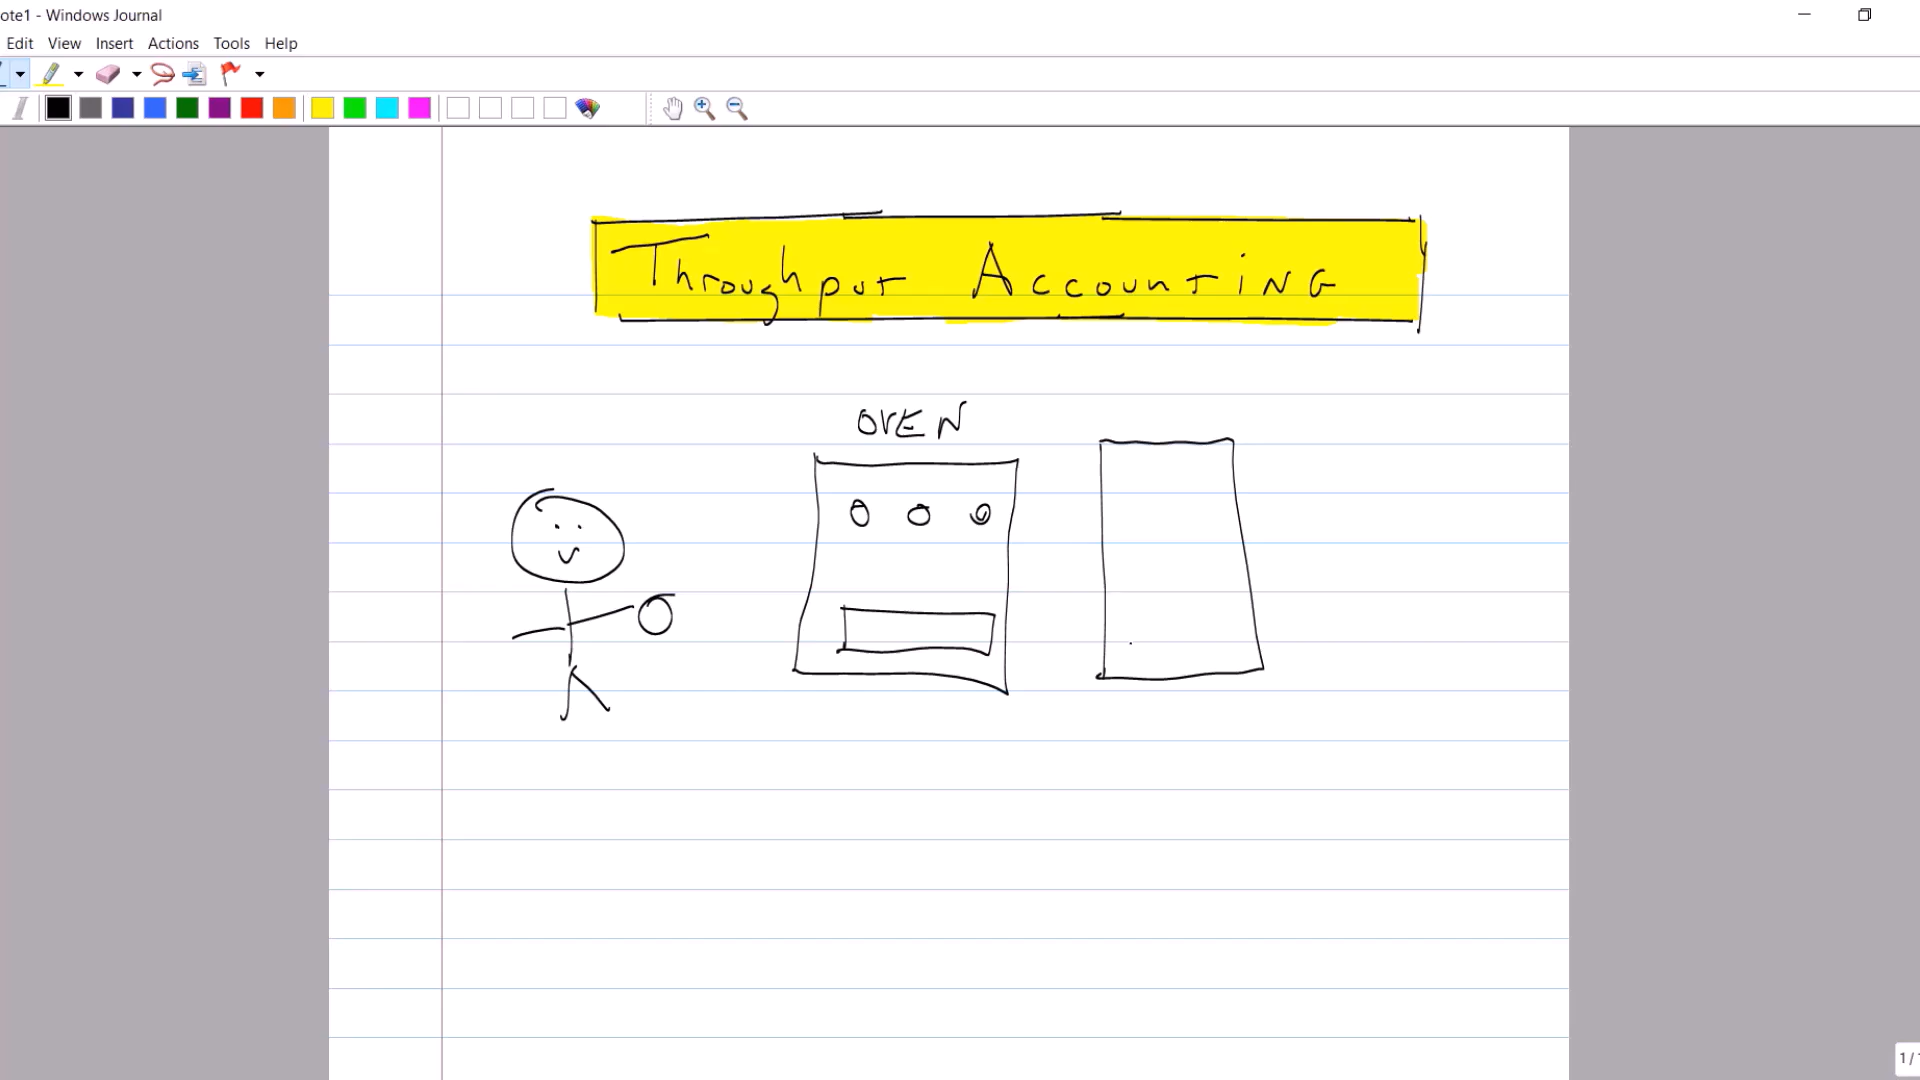 ote1 - Windows Journal
Edit View Insert Actions Tools Help
Throughput Accounting
OVEN
1 /